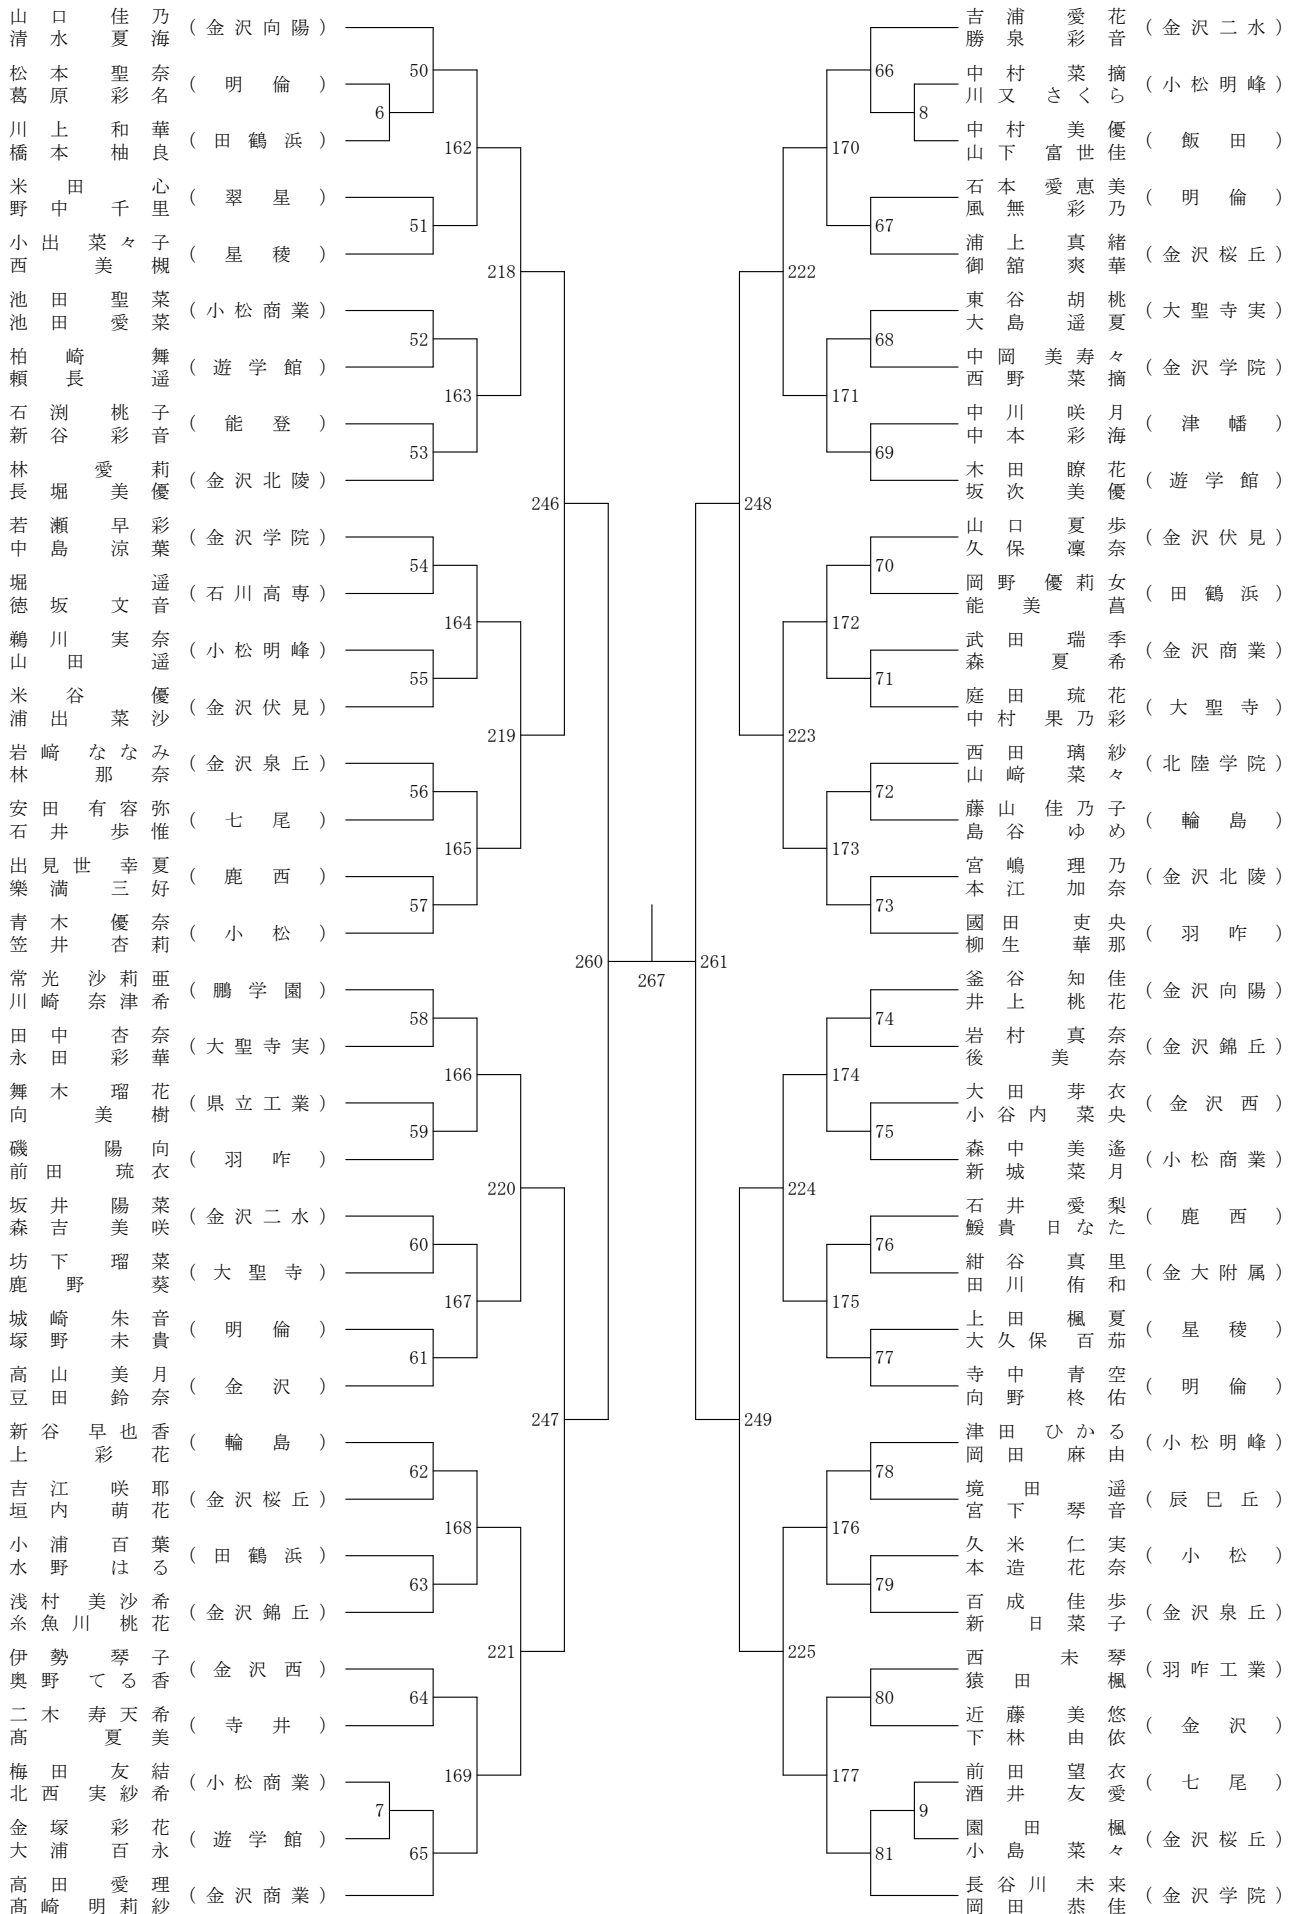 山口 佳乃
清水 夏海 (金沢向陽)
松本 聖奈
葛原 彩名 (明倫)
川上 和華
橋本 柚良 (田鶴浜)
米田 心
野中 千里 (翠星)
小出 菜々子
西 美槻 (星稜)
池田 聖菜
池田 愛菜 (小松商業)
柏崎 舞
頼長 遥 (遊学館)
石渕 桃子
新谷 彩音 (能登)
林 愛莉
長堀 美優 (金沢北陵)
若瀬 早彩
中島 涼葉 (金沢学院)
堀 遥
徳坂 文音 (石川高専)
鵜川 実奈
山田 遥 (小松明峰)
米谷 優
浦出 菜沙 (金沢伏見)
岩﨑 ななみ
林 那奈 (金沢泉丘)
安田 有容弥
石井 歩惟 (七尾)
出見世 幸夏
樂満 三好 (鹿西)
青木 優奈
笠井 杏莉 (小松)
常光 沙莉亜
川崎 奈津希 (鵬学園)
田中 杏奈
永田 彩華 (大聖寺実)
舞木 瑠花
向 美樹 (県立工業)
磯 陽向
前田 琉衣 (羽咋)
坂井 陽菜
森吉 美咲 (金沢二水)
坊下 瑠菜
鹿野 葵 (大聖寺)
城崎 朱音
塚野 未貴 (明倫)
高山 美月
豆田 鈴奈 (金沢)
新谷 早也香
上 彩花 (輪島)
吉江 咲耶
垣内 萌花 (金沢桜丘)
小浦 百葉
水野 はる (田鶴浜)
浅村 美沙希
糸魚川 桃花 (金沢錦丘)
伊勢 琴子
奥野 てる香 (金沢西)
二木 寿天希
髙 夏美 (寺井)
梅田 友結
北西 実紗希 (小松商業)
金塚 彩花
大浦 百永 (遊学館)
高田 愛理
髙崎 明莉紗 (金沢商業)
6
7
50
51
52
53
54
55
56
57
58
59
60
61
62
63
64
65
162
163
164
165
166
167
168
169
218
219
220
221
246
247
260
267
261
248
249
222
223
224
225
170
171
172
173
174
175
176
177
66
67
68
69
70
71
72
73
74
75
76
77
78
79
80
81
8
9
吉浦 愛花
勝泉 彩音 (金沢二水)
中村 菜摘
川又 さくら (小松明峰)
中村 美優
山下 富世佳 (飯田)
石本 愛恵美
風無 彩乃 (明倫)
浦上 真緒
御舘 爽華 (金沢桜丘)
東谷 胡桃
大島 遥夏 (大聖寺実)
中岡 美寿々
西野 菜摘 (金沢学院)
中川 咲月
中本 彩海 (津幡)
木田 瞭花
坂次 美優 (遊学館)
山口 夏歩
久保 凜奈 (金沢伏見)
岡野 優莉女
能美 菖 (田鶴浜)
武田 瑞季
森 夏希 (金沢商業)
庭田 琉花
中村 果乃彩 (大聖寺)
西田 璃紗
山﨑 菜々 (北陸学院)
藤山 佳乃子
島谷 ゆめ (輪島)
宮嶋 理乃
本江 加奈 (金沢北陵)
國田 吏央
柳生 華那 (羽咋)
釜谷 知佳
井上 桃花 (金沢向陽)
岩村 真奈
後 美奈 (金沢錦丘)
大田 芽衣
小谷内 菜央 (金沢西)
森中 美遙
新城 菜月 (小松商業)
石井 愛梨
鰀貴 日なた (鹿西)
紺谷 真里
田川 侑和 (金大附属)
上田 楓夏
大久保 百茄 (星稜)
寺中 青空
向野 柊佑 (明倫)
津田 ひかる
岡田 麻由 (小松明峰)
境田 遥
宮下 琴音 (辰巳丘)
久米 仁実
本造 花奈 (小松)
百成 佳歩
新 日菜子 (金沢泉丘)
西 未琴
猿田 楓 (羽咋工業)
近藤 美悠
下林 由依 (金沢)
前田 望衣
酒井 友愛 (七尾)
園田 楓
小島 菜々 (金沢桜丘)
長谷川 未来
岡田 恭佳 (金沢学院)